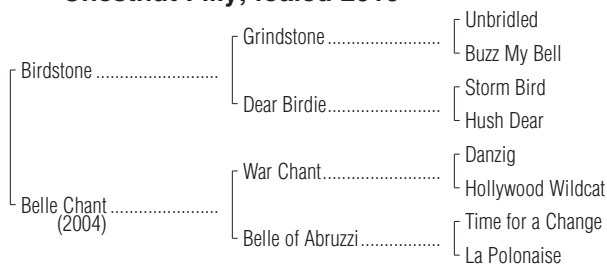 Chestnut Filly; foaled
Unbridled
Grindstone
Buzz My Bell
Birdstone
Storm Bird
Dear Birdie
Hush Dear
Danzig
War Chant
Hollywood Wildcat
Belle Chant
(2004)
Time for a Change
Belle of Abruzzi
La Polonaise